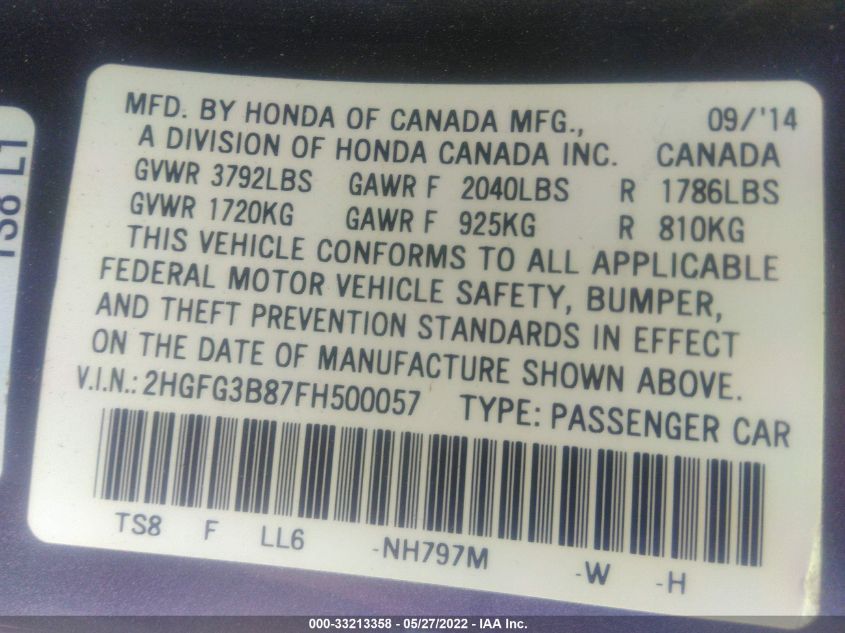 MFD. BY HONDA OF CANADA MFG., 09/'14
A DIVISION OF HONDA CANADA INC. CANADA
GVWR 3792LBS GAWR F 2040LBS R 1786LBS
GVWR 1720KG GAWR F 925KG R 810KG
THIS VEHICLE CONFORMS TO ALL APPLICABLE
FEDERAL MOTOR VEHICLE SAFETY, BUMPER,
AND THEFT PREVENTION STANDARDS IN EFFECT
ON THE DATE OF MANUFACTURE SHOWN ABOVE.
V.I.N.: 2HGFG3B87FH500057 TYPE: PASSENGER CAR
TS8 F LL6 -NH797M -W -H
TS8 L1
000-33213358 - 05/27/2022 - IAA Inc.